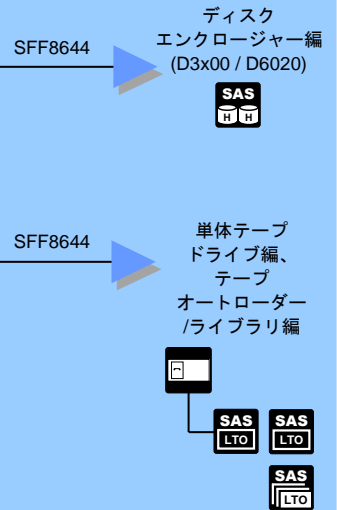 SFF8644
ディスク
エンクロージャー編
(D3x00 / D6020)
SAS
H H
SFF8644
単体テープ
ドライブ編、
テープ
オートローダー
/ライブラリ編
SAS
LTO
SAS
LTO
SAS
LTO